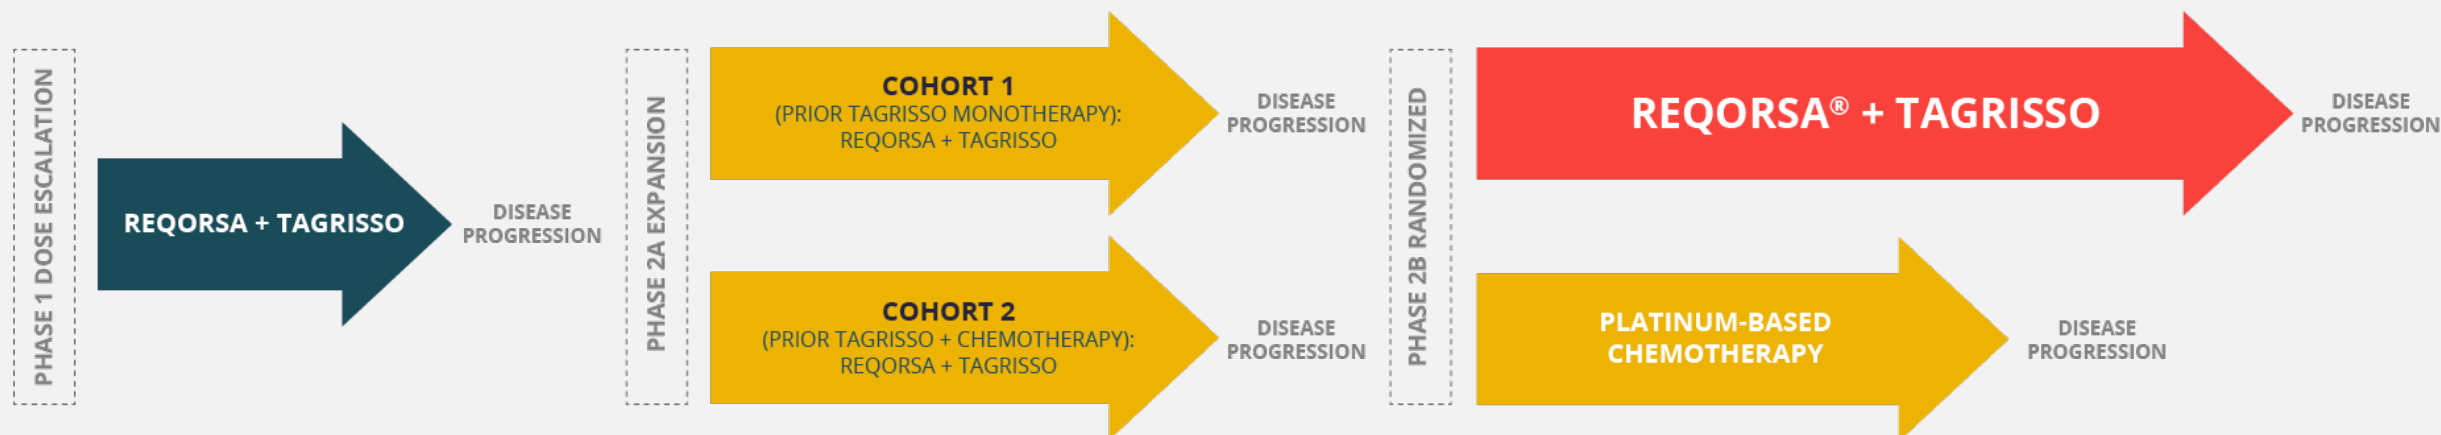 PHASE 1 DOSE ESCALATION
REQORSA + TAGRISSO
DISEASE
PROGRESSION
PHASE 2A EXPANSION
COHORT 1
(PRIOR TAGRISSO MONOTHERAPY):
REQORSA + TAGRISSO
DISEASE
PROGRESSION
COHORT 2
(PRIOR TAGRISSO + CHEMOTHERAPY):
REQORSA + TAGRISSO
DISEASE
PROGRESSION
PHASE 2B RANDOMIZED
REQORSA® + TAGRISSO
DISEASE
PROGRESSION
PLATINUM-BASED
CHEMOTHERAPY
DISEASE
PROGRESSION